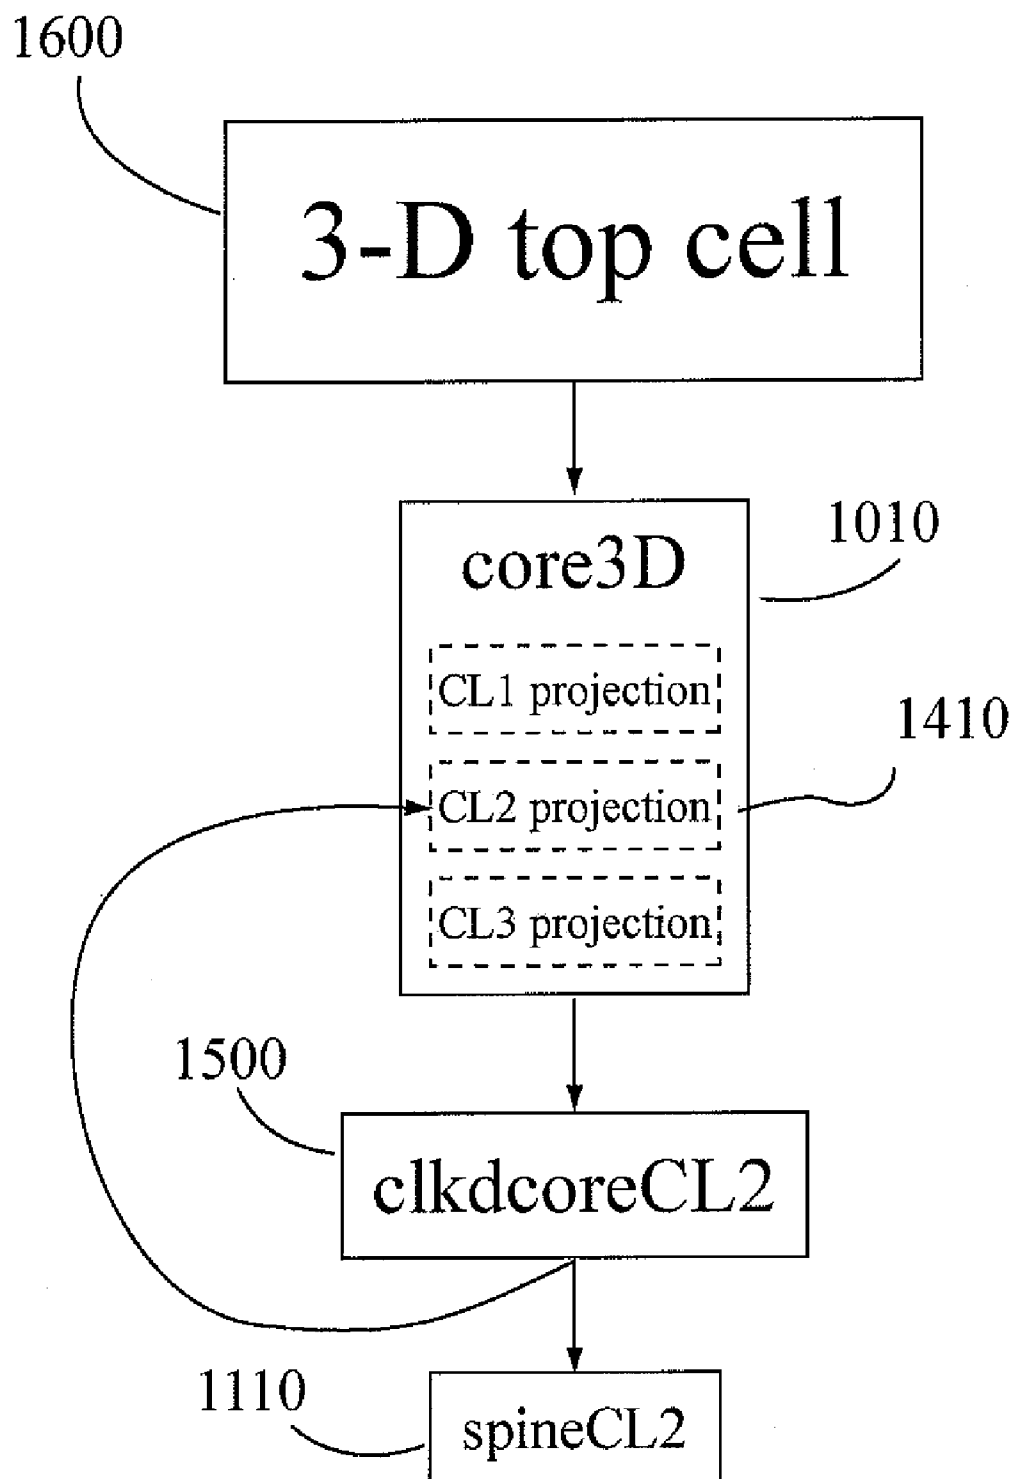 1600
3-D top cell
1010
core3D
CL1 projection
1410
CL2 projection
CL3 projection
1500
clkdcoreCL2
1110
spineCL2